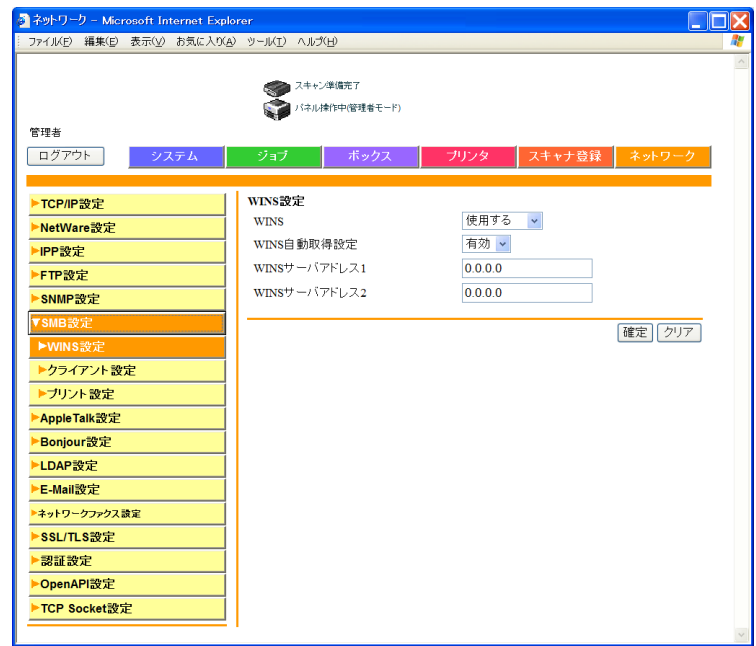 ネットワーク - Microsoft Internet Explorer
ファイル(F) 編集(E) 表示(V) お気に入り(A) ツール(T) ヘルプ(H)
スキャン準備完了
パネル操作中(管理者モード)
管理者
ログアウト システム ジョブ ボックス プリンタ スキャナ登録 ネットワーク
TCP/IP設定
NetWare設定
IPP設定
FTP設定
SNMP設定
SMB設定
WINS設定
クライアント設定
プリント設定
AppleTalk設定
Bonjour設定
LDAP設定
E-Mail設定
ネットワークファクス設定
SSL/TLS設定
認証設定
OpenAPI設定
TCP Socket設定
WINS設定
WINS 使用する
WINS自動取得設定 有効
WINSサーバアドレス1 0.0.0.0
WINSサーバアドレス2 0.0.0.0
確定 クリア